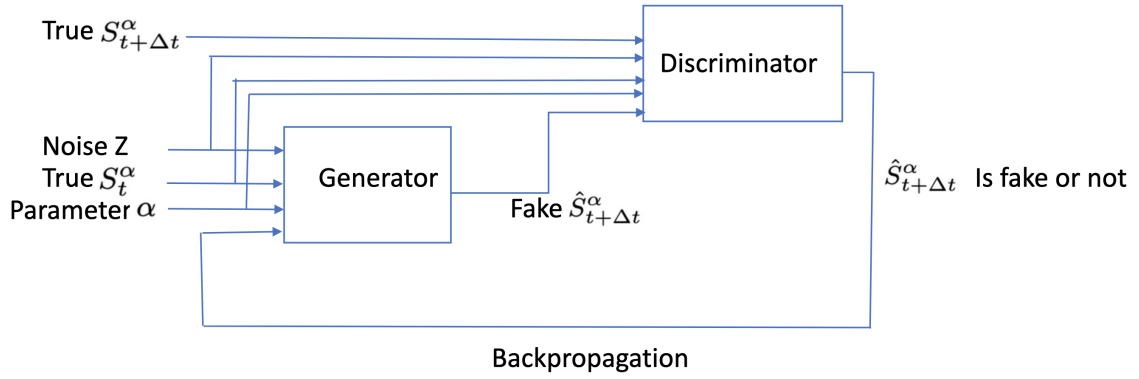 True $S^{\alpha}_{t+\Delta t}$
Discriminator
Noise Z
True $S^{\alpha}_{t}$
Parameter $\alpha$
Generator
Fake $\hat{S}^{\alpha}_{t+\Delta t}$
$\hat{S}^{\alpha}_{t+\Delta t}$ Is fake or not
Backpropagation